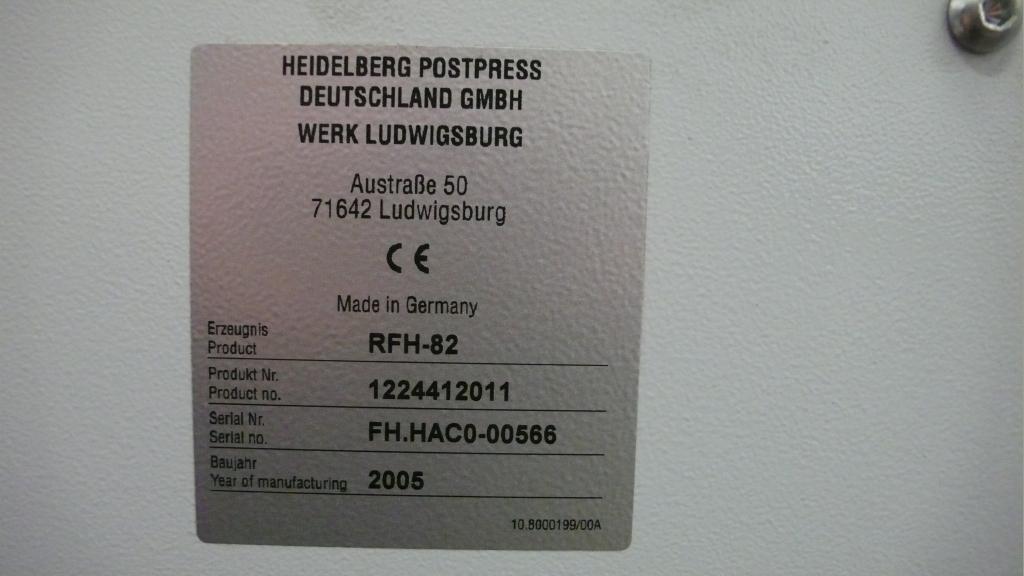 HEIDELBERG POSTPRESS
DEUTSCHLAND GMBH
WERK LUDWIGSBURG
Austraße 50
71642 Ludwigsburg
CE
Made in Germany
Erzeugnis
Product RFH-82
Produkt Nr.
Product no. 1224412011
Serial Nr.
Serial no. FH.HAC0-00566
Baujahr
Year of manufacturing 2005
10.8000199/00A